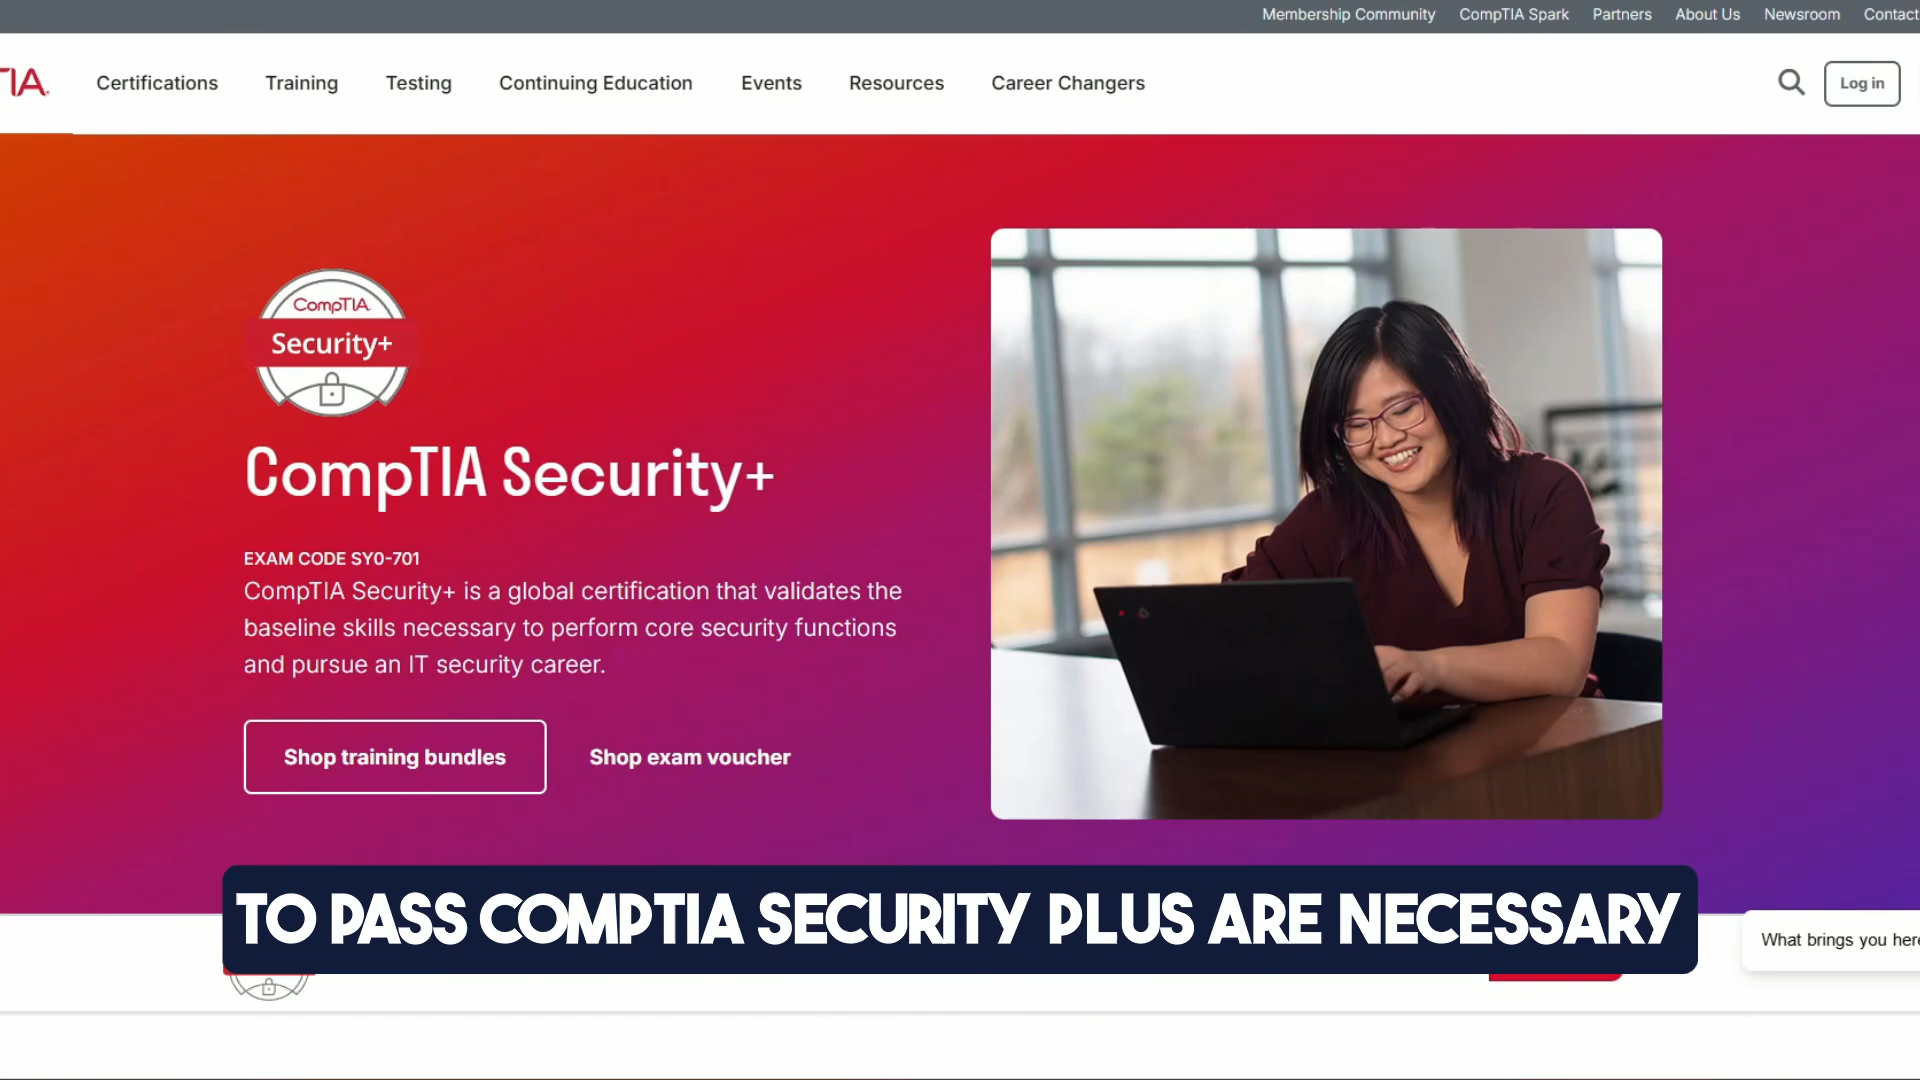 Membership Community CompTIA Spark Partners About Us Newsroom Contact
TIA.
Certifications Training Testing Continuing Education Events Resources Career Changers
Log in
CompTIA
Security+
CompTIA Security+
EXAM CODE SY0-701
CompTIA Security+ is a global certification that validates the
baseline skills necessary to perform core security functions
and pursue an IT security career.
Shop training bundles Shop exam voucher
TO PASS COMPTIA SECURITY PLUS ARE NECESSARY
What brings you here